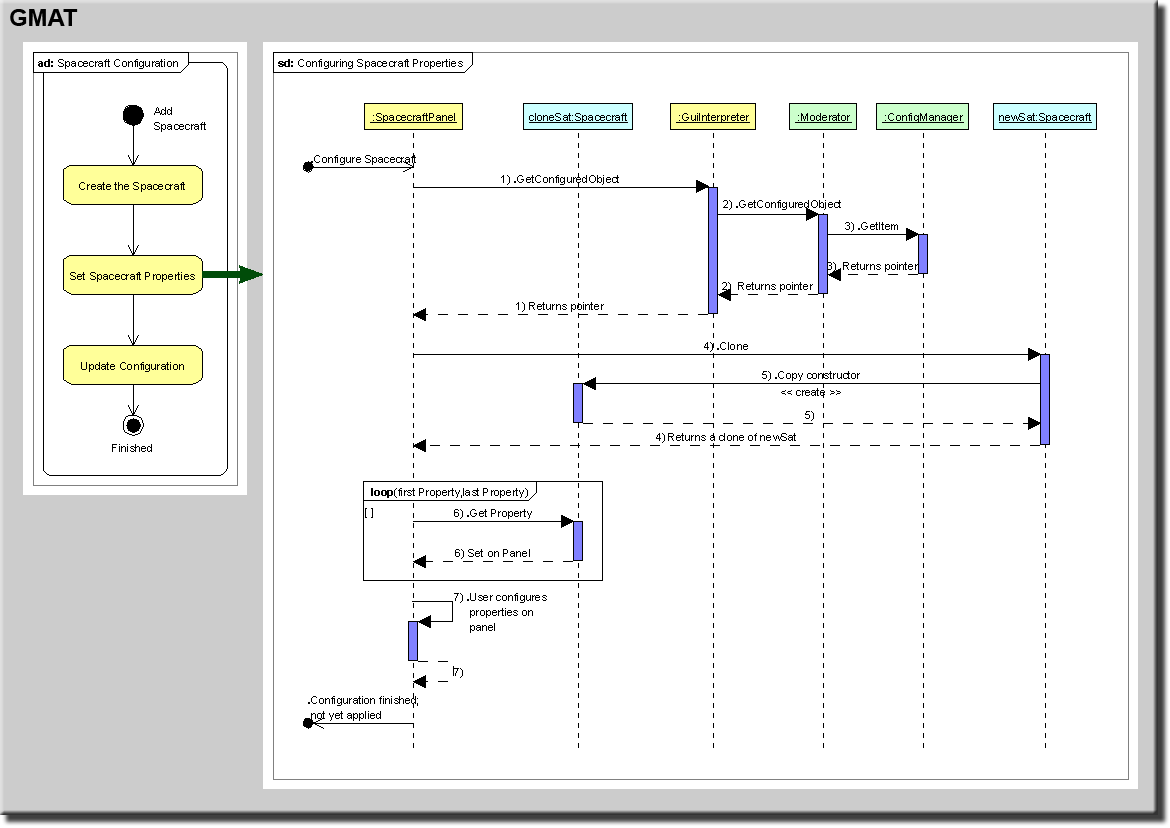 GMAT
ad: Spacecraft Configuration
Add
Spacecraft
Create the Spacecraft
Set Spacecraft Properties
Update Configuration
Finished
sd: Configuring Spacecraft Properties
:SpacecraftPanel
cloneSat:Spacecraft
:GuiInterpreter
:Moderator
:ConfigManager
newSat:Spacecraft
Configure Spacecraft
1) .GetConfiguredObject
2) .GetConfiguredObject
3) .GetItem
3) Returns pointer
2) Returns pointer
1) Returns pointer
4) .Clone
5) .Copy constructor
<< create >>
5)
4)Returns a clone of newSat
loop(first Property,last Property)
[ ]
6) .Get Property
6) Set on Panel
7) .User configures
properties on
panel
7)
.Configuration finished;
not yet applied